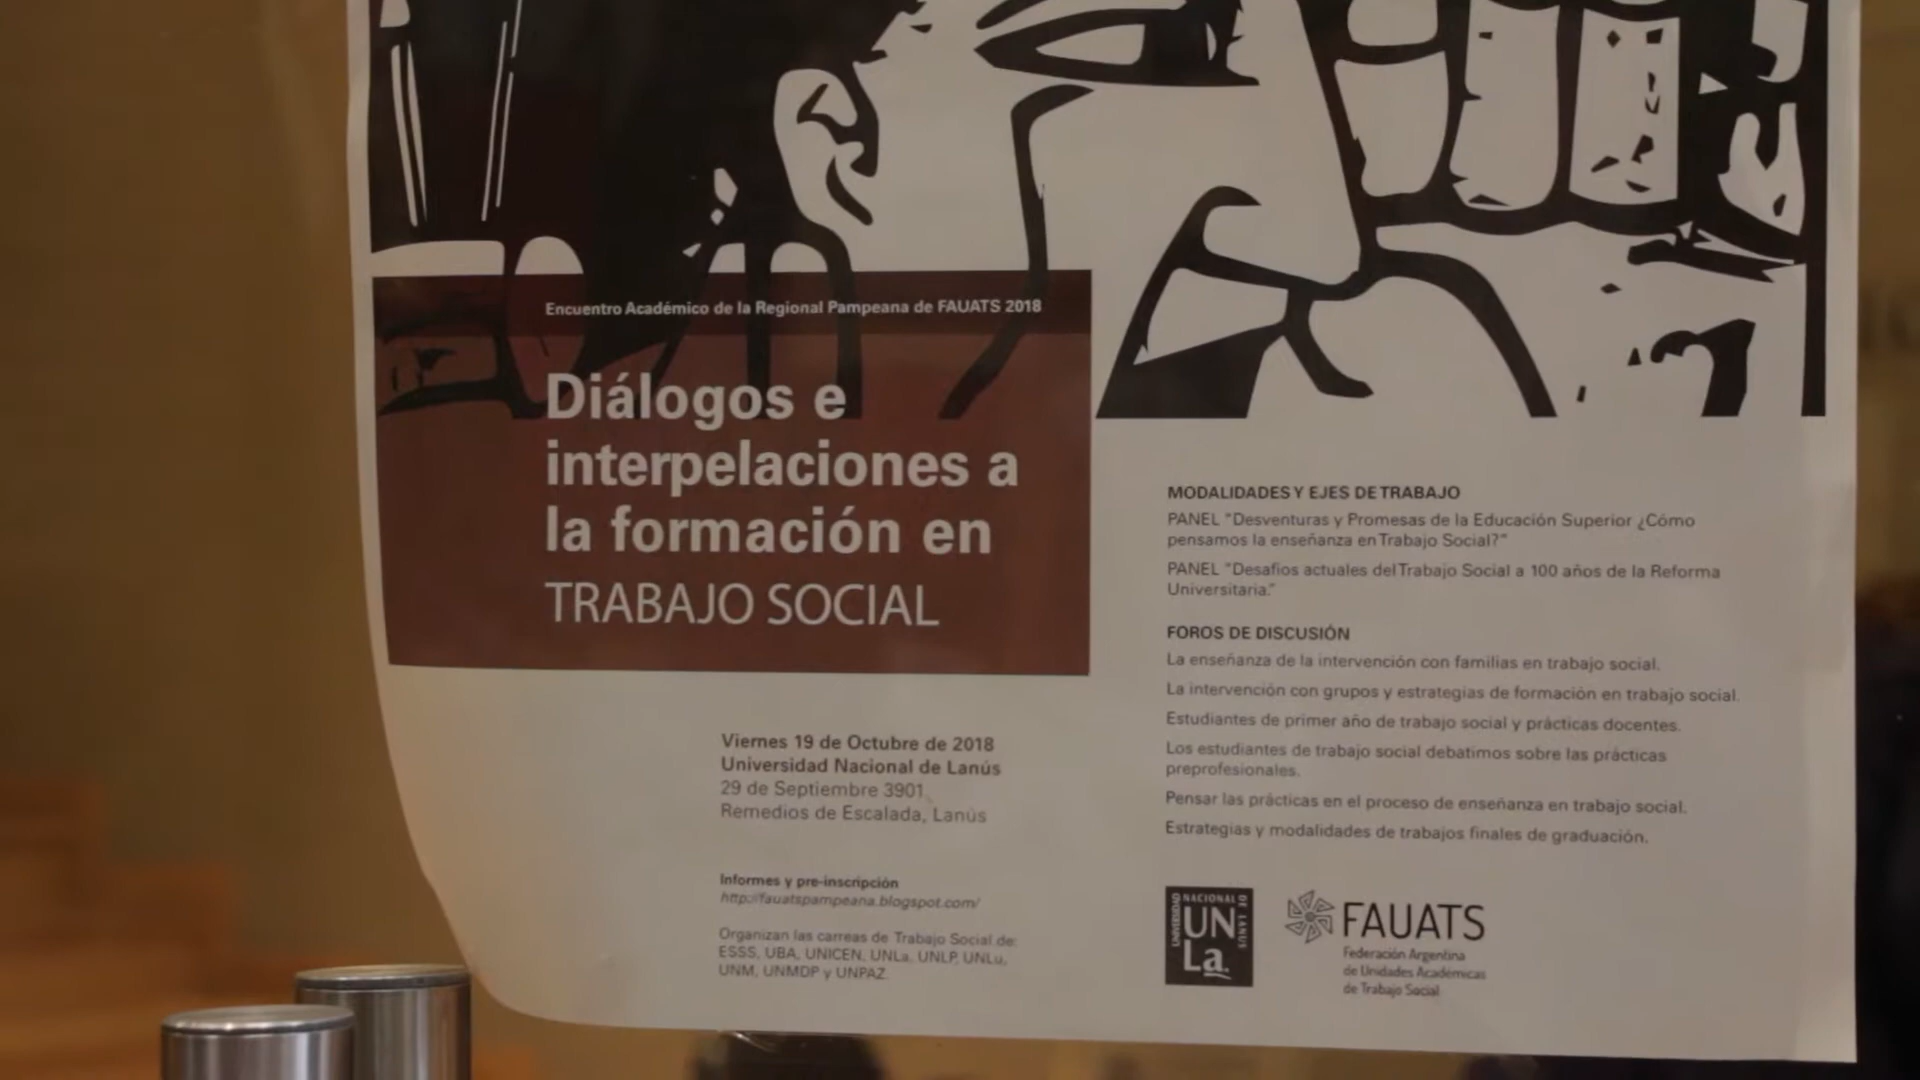 Encuentro Académico de la Regional Pampeana de FAUATS 2018
Diálogos e
interpelaciones a
la formación en
TRABAJO SOCIAL
Viernes 19 de Octubre de 2018
Universidad Nacional de Lanús
29 de Septiembre 3901
Remedios de Escalada, Lanús
Informes y pre-inscripción
http://fauatspampeana.blogspot.com/
Organizan las carreas de Trabajo Social de:
ESSS, UBA, UNICEN, UNLa, UNLP, UNLu,
UNM, UNMDP y UNPAZ
MODALIDADES Y EJES DE TRABAJO
PANEL "Desventuras y Promesas de la Educación Superior ¿Cómo
pensamos la enseñanza en Trabajo Social?"
PANEL "Desafíos actuales del Trabajo Social a 100 años de la Reforma
Universitaria."
FOROS DE DISCUSIÓN
La enseñanza de la intervención con familias en trabajo social.
La intervención con grupos y estrategias de formación en trabajo social.
Estudiantes de primer año de trabajo social y prácticas docentes.
Los estudiantes de trabajo social debatimos sobre las prácticas
preprofesionales.
Pensar las prácticas en el proceso de enseñanza en trabajo social.
Estrategias y modalidades de trabajos finales de graduación.
UNIVERSIDAD NACIONAL DE LANUS
UN
La
FAUATS
Federación Argentina
de Unidades Académicas
de Trabajo Social